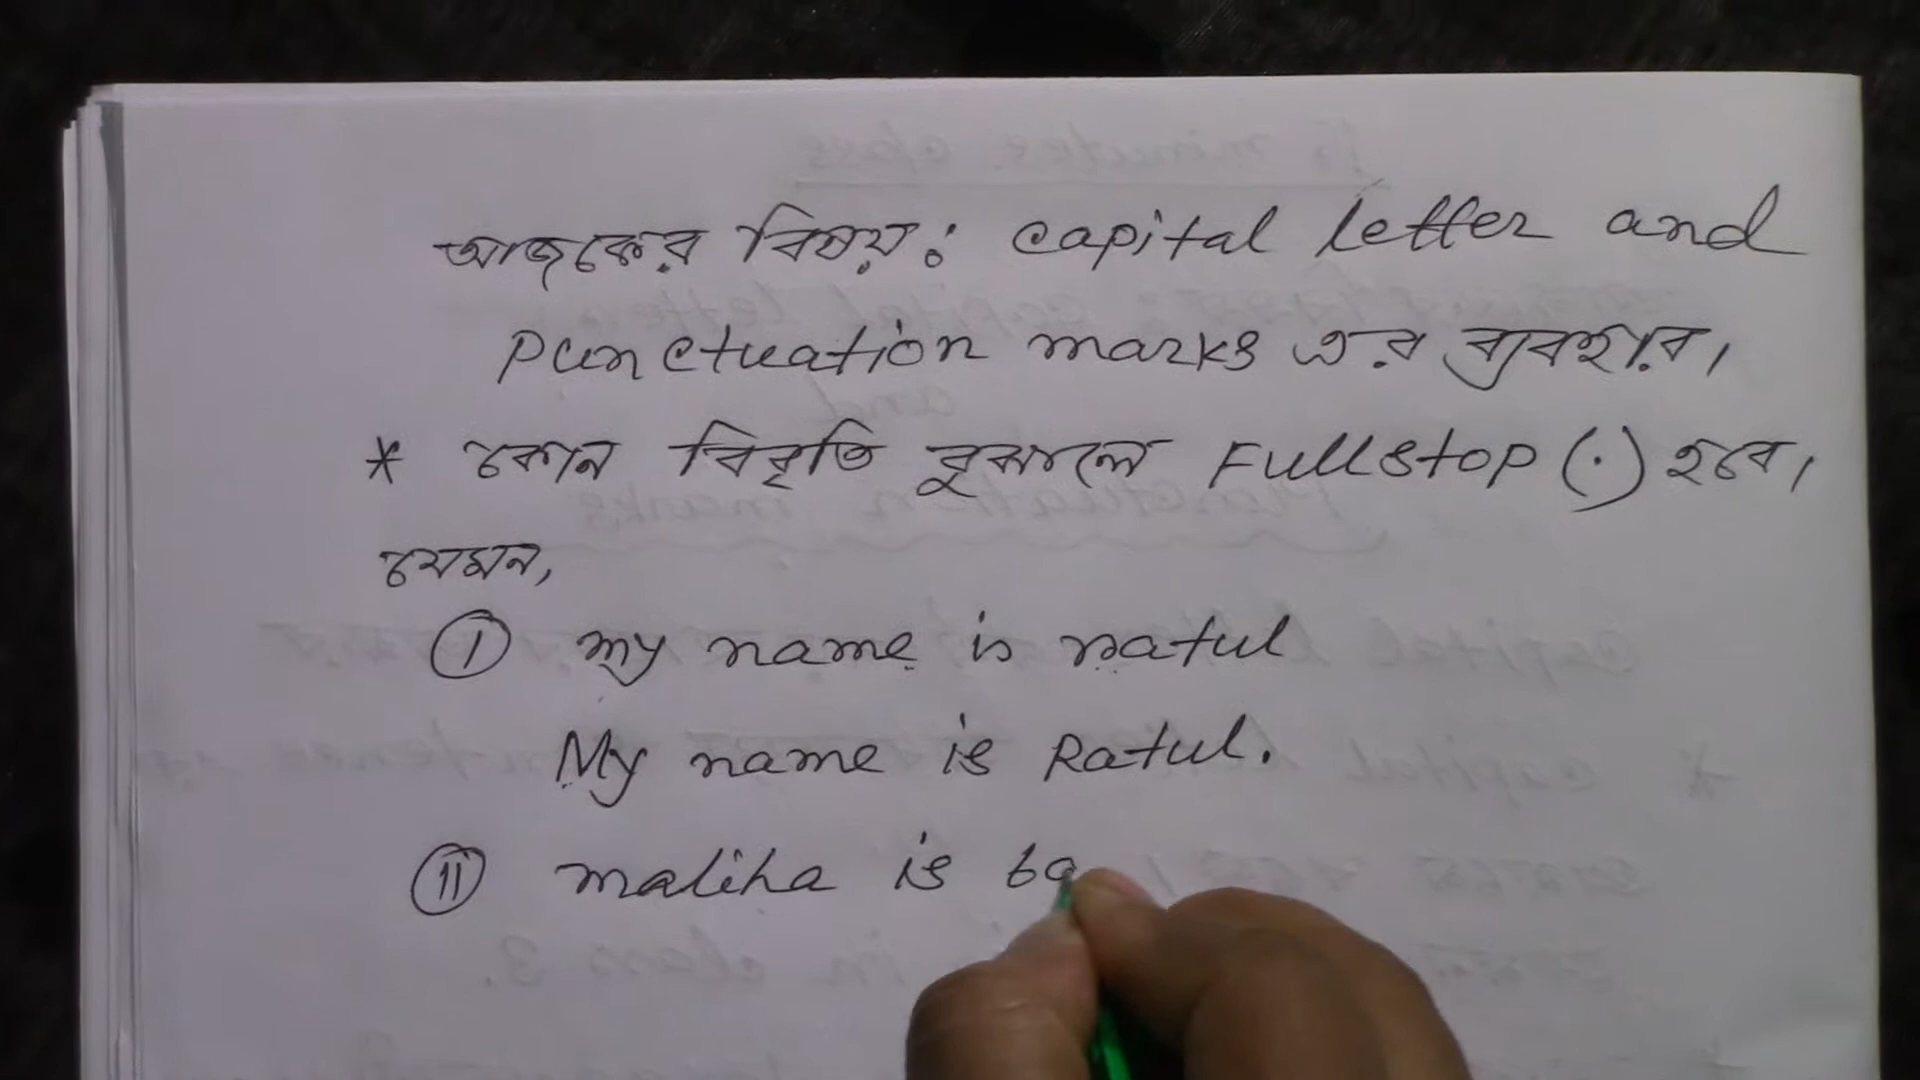 আজকের বিষয়: capital letter and
Punctuation marks এর ব্যবহার।
* কোন বিবৃতি বুঝালে Fullstop (.) হবে।
যেমন,
(i) my name is ratul
My name is Ratul.
(ii) maliha is ba